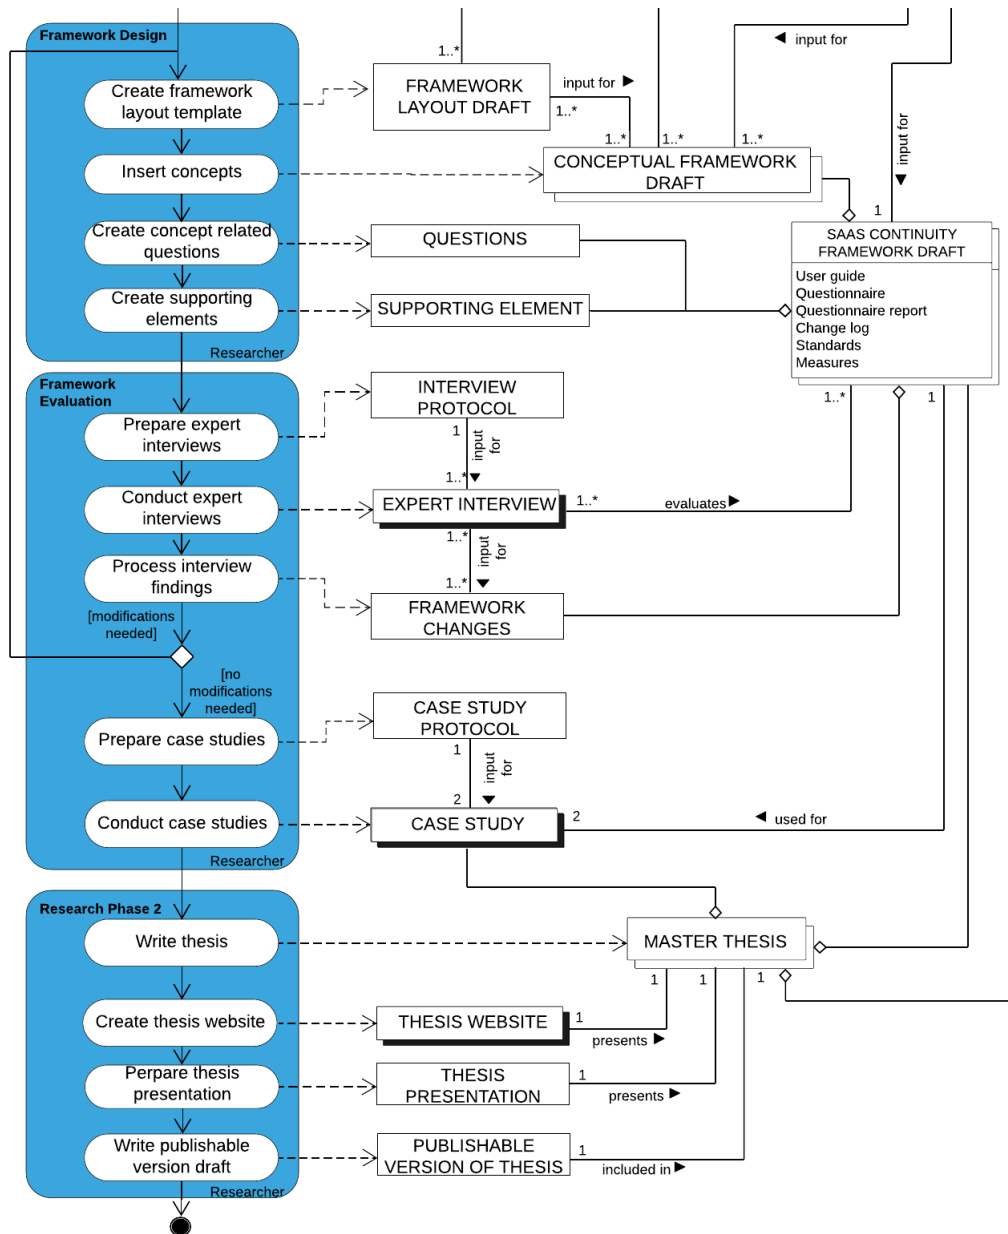 Framework Design
Create framework
layout template
Insert concepts
Create concept related
questions
Create supporting
elements
Researcher
1..*
FRAMEWORK
LAYOUT DRAFT
input for
1..*
1..*
1..*
1..*
input for
CONCEPTUAL FRAMEWORK
DRAFT
input for
1
QUESTIONS
SUPPORTING ELEMENT
SAAS CONTINUITY
FRAMEWORK DRAFT
User guide
Questionnaire
Questionnaire report
Change log
Standards
Measures
1..*
1
Framework
Evaluation
Prepare expert
interviews
Conduct expert
interviews
Process interview
findings
[modifications
needed]
[no
modifications
needed]
Prepare case studies
Conduct case studies
Researcher
INTERVIEW
PROTOCOL
1
input
for
1..*
EXPERT INTERVIEW
1..*
evaluates
1..*
input
for
1..*
FRAMEWORK
CHANGES
CASE STUDY
PROTOCOL
1
input
for
2
CASE STUDY
2
used for
Research Phase 2
Write thesis
Create thesis website
Perpare thesis
presentation
Write publishable
version draft
Researcher
MASTER THESIS
1
1
1
THESIS WEBSITE
1
presents
THESIS
PRESENTATION
1
presents
PUBLISHABLE
VERSION OF THESIS
1
included in